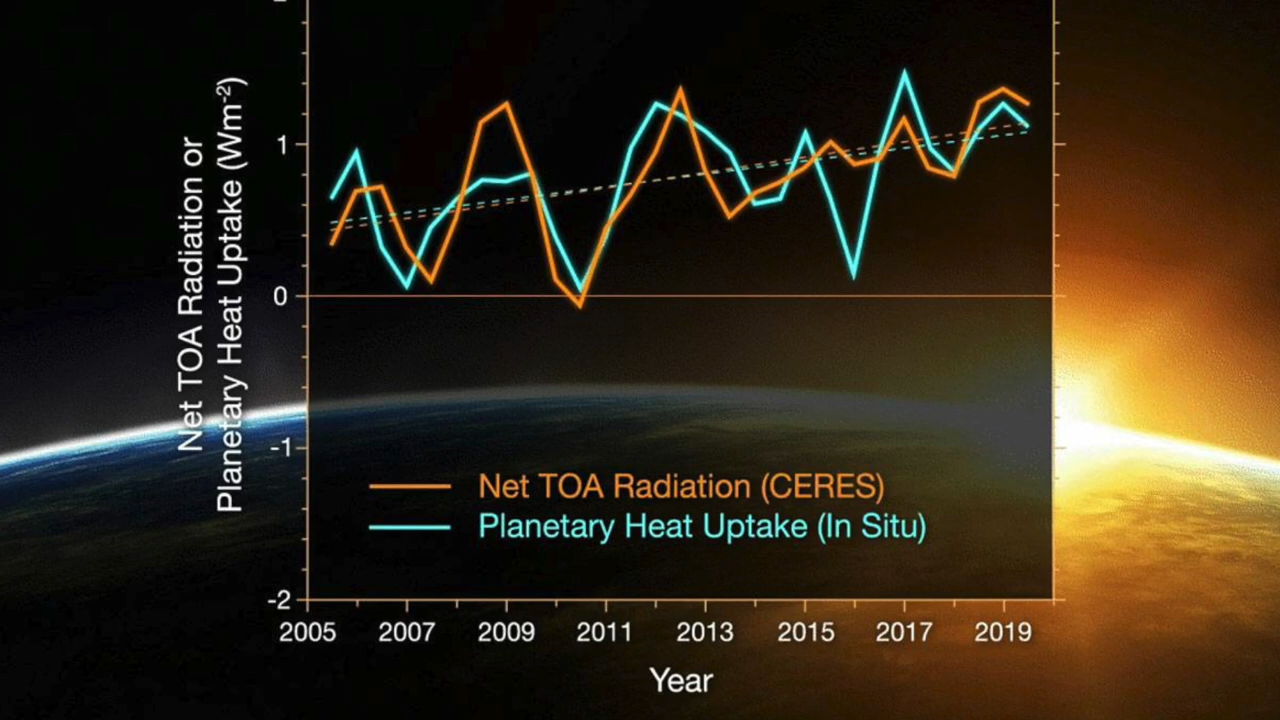 Net TOA Radiation or
Planetary Heat Uptake (Wm⁻²)
1
0
-1
-2
2005 2007 2009 2011 2013 2015 2017 2019
Year
Net TOA Radiation (CERES)
Planetary Heat Uptake (In Situ)